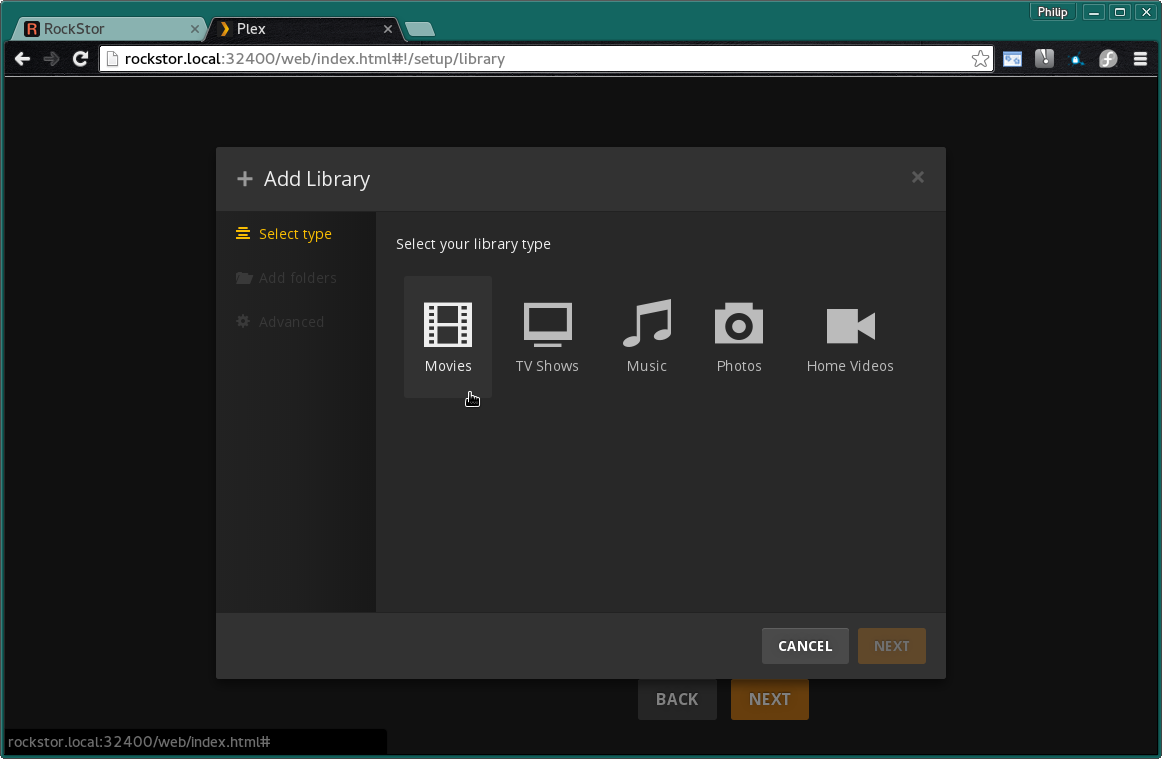 Philip
RockStor
Plex
rockstor.local:32400/web/index.html#!/setup/library
Add Library
Select type
Add folders
Advanced
Select your library type
Movies
TV Shows
Music
Photos
Home Videos
CANCEL
NEXT
BACK
NEXT
rockstor.local:32400/web/index.html#